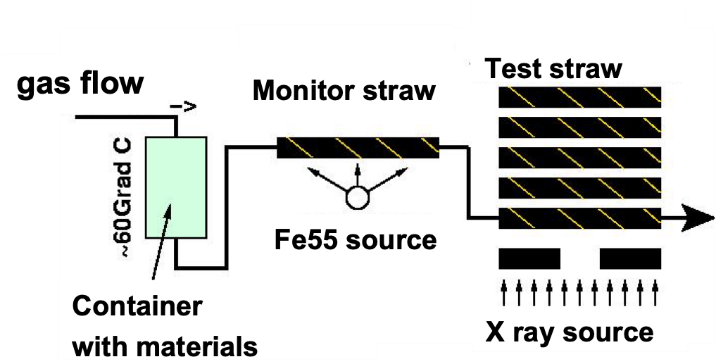 gas flow
–>
~60Grad C
Container
with materials
Monitor straw
Fe55 source
Test straw
X ray source